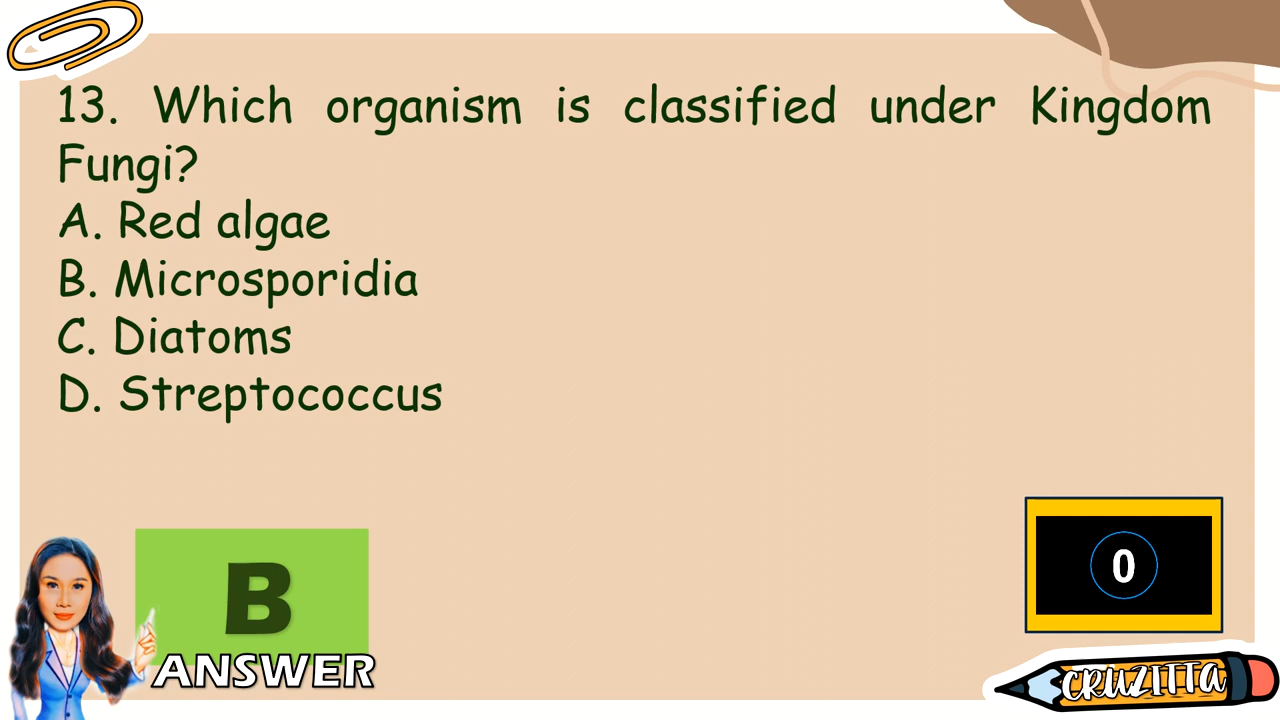 13. Which organism is classified under Kingdom
Fungi?
A. Red algae
B. Microsporidia
C. Diatoms
D. Streptococcus
B
ANSWER
0
CRUZITTA